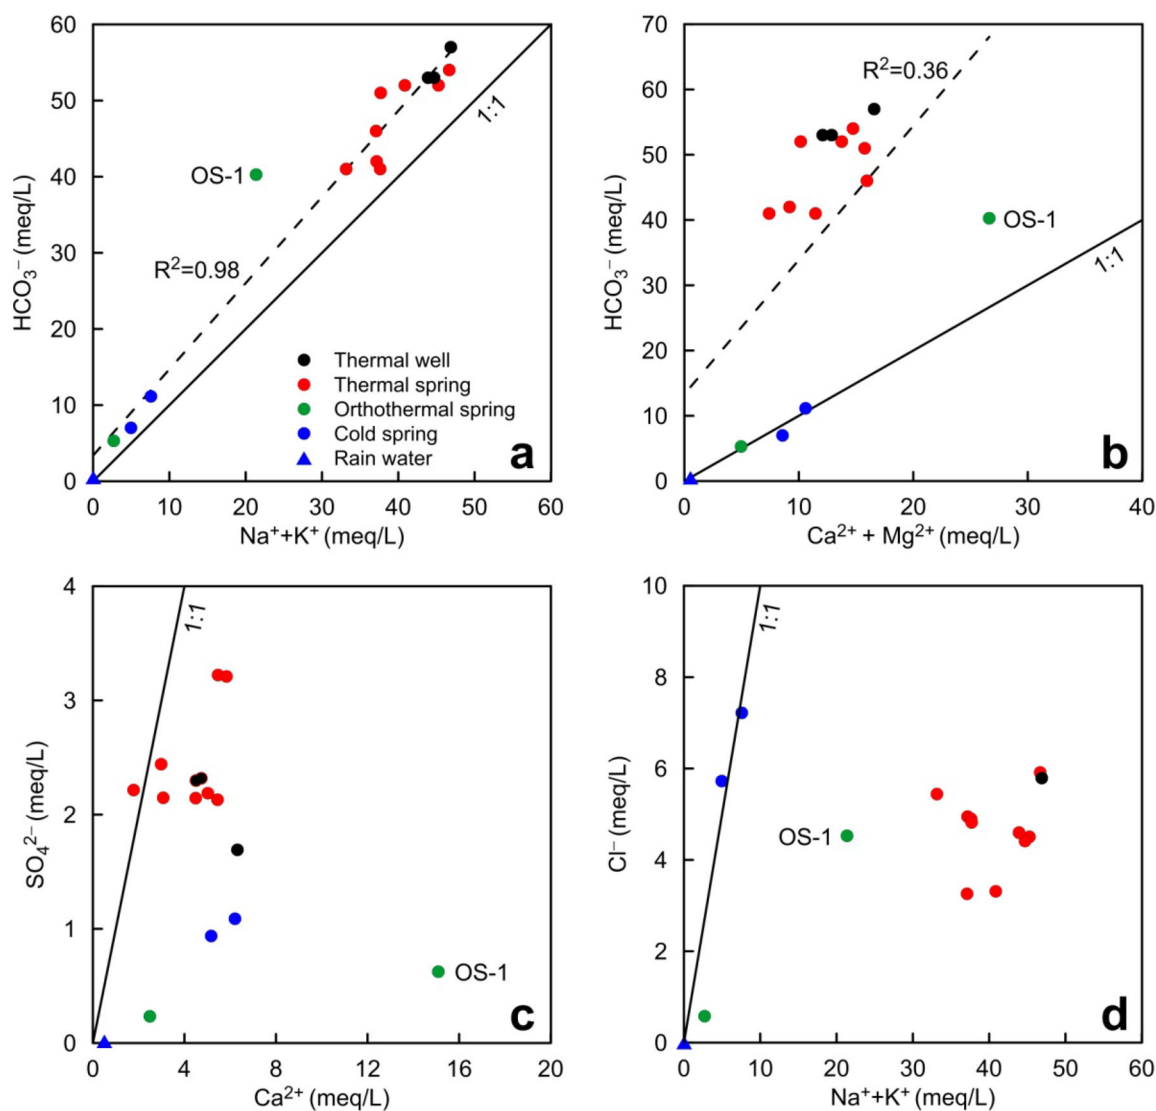 60
50
40
30
20
10
0
HCO₃⁻ (meq/L)
OS-1
R²=0.98
1:1
Thermal well
Thermal spring
Orthothermal spring
Cold spring
Rain water
a
0 10 20 30 40 50 60
Na⁺+K⁺ (meq/L)
70
60
50
40
30
20
10
0
HCO₃⁻ (meq/L)
R²=0.36
OS-1
1:1
b
0 10 20 30 40
Ca²⁺ + Mg²⁺ (meq/L)
4
3
2
1
0
SO₄²⁻ (meq/L)
1:1
OS-1
c
0 4 8 12 16 20
Ca²⁺ (meq/L)
10
8
6
4
2
0
Cl⁻ (meq/L)
1:1
OS-1
d
0 10 20 30 40 50 60
Na⁺+K⁺ (meq/L)